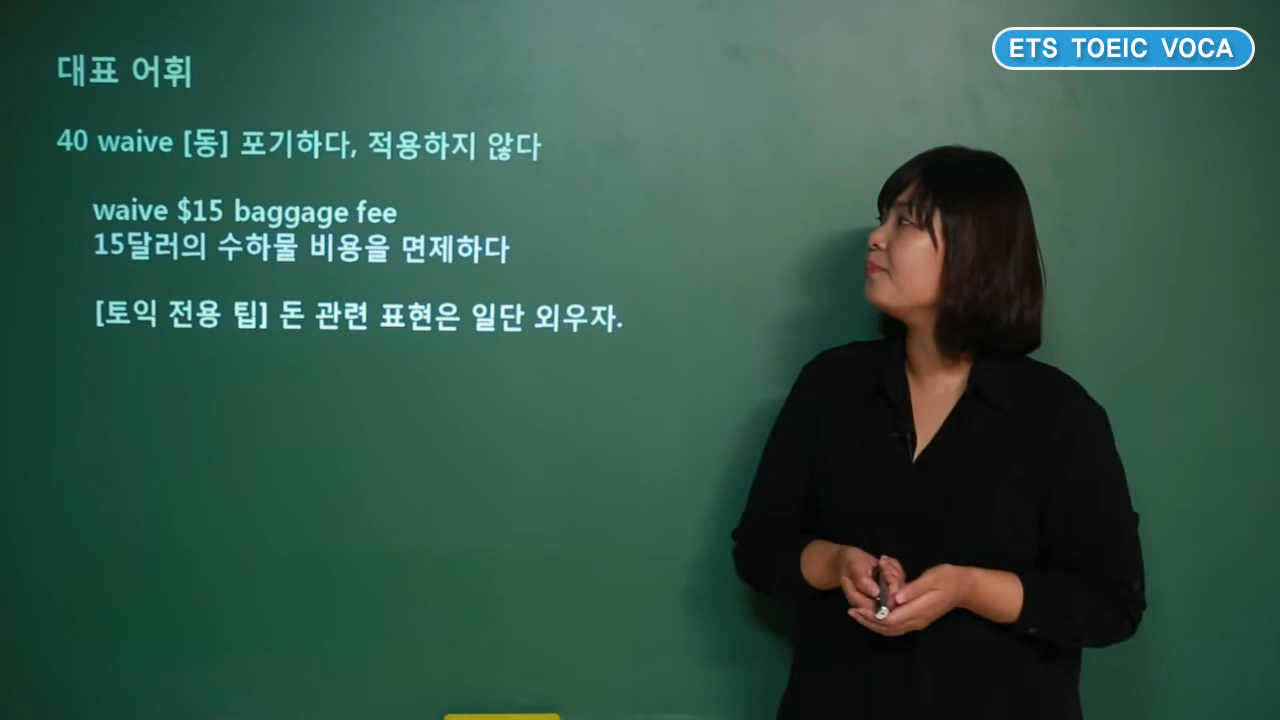 ETS TOEIC VOCA
대표 어휘
40 waive [동] 포기하다, 적용하지 않다
waive $15 baggage fee
15달러의 수하물 비용을 면제하다
[토익 전용 팁] 돈 관련 표현은 일단 외우자.